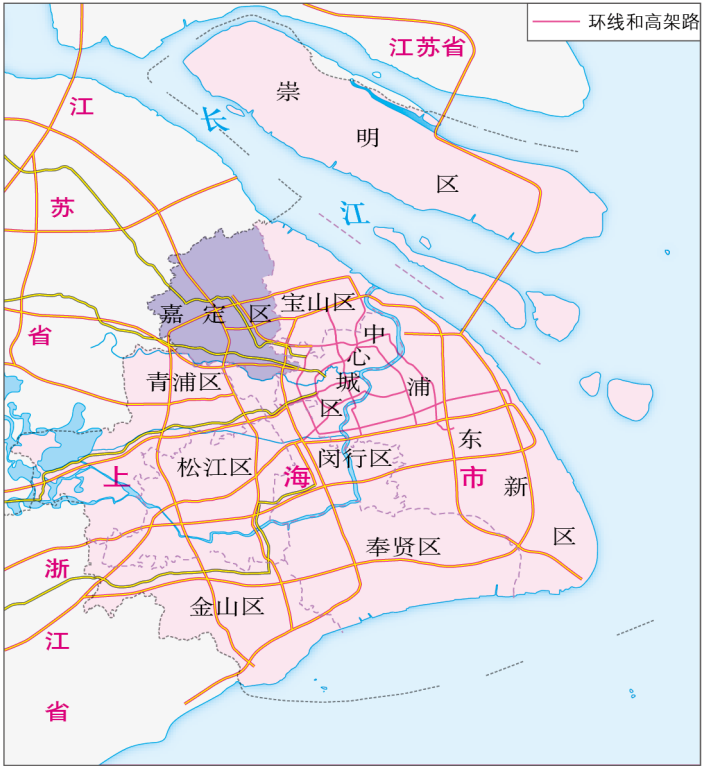 环线和高架路
江苏省
崇明区
长江
江苏省
嘉定区
宝山区
中心城区
青浦区
浦东新区
松江区
闵行区
上海市
奉贤区
金山区
浙江省